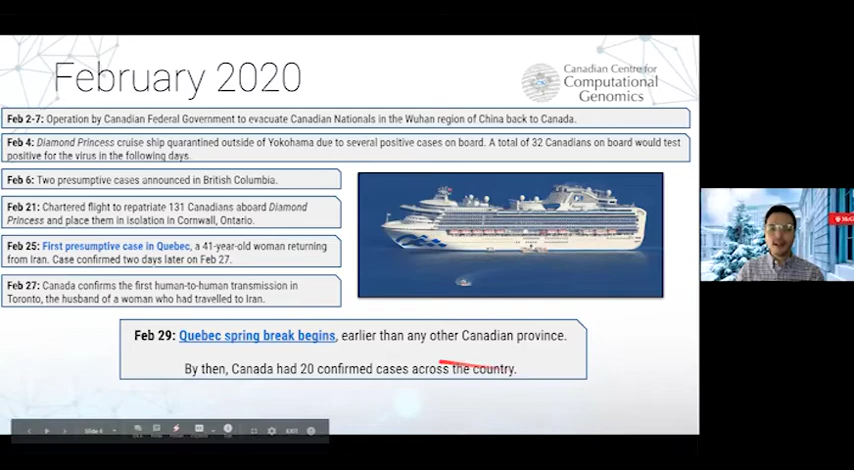 February 2020
Canadian Centre for
Computational
Genomics
Feb 2-7: Operation by Canadian Federal Government to evacuate Canadian Nationals in the Wuhan region of China back to Canada.
Feb 4: Diamond Princess cruise ship quarantined outside of Yokohama due to several positive cases on board. A total of 32 Canadians on board would test
positive for the virus in the following days.
Feb 6: Two presumptive cases announced in British Columbia.
Feb 21: Chartered flight to repatriate 131 Canadians aboard Diamond
Princess and place them in isolation in Cornwall, Ontario.
Feb 25: First presumptive case in Quebec, a 41-year-old woman returning
from Iran. Case confirmed two days later on Feb 27.
Feb 27: Canada confirms the first human-to-human transmission in
Toronto, the husband of a woman who had travelled to Iran.
Feb 29: Quebec spring break begins, earlier than any other Canadian province.
By then, Canada had 20 confirmed cases across the country.
Slide 4
EXIT